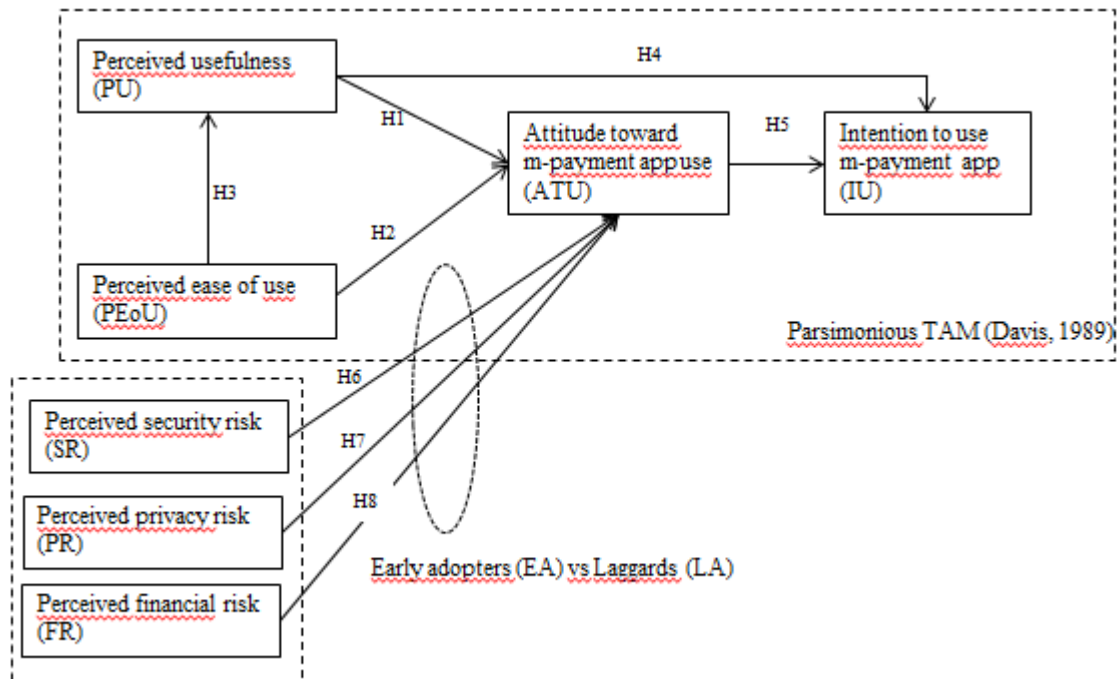 Perceived usefulness
(PU)
H4
H1
Attitude toward
m-payment app use
(ATU)
H5
Intention to use
m-payment app
(IU)
H3
H2
Perceived ease of use
(PEoU)
Parsimonious TAM (Davis, 1989)
H6
Perceived security risk
(SR)
H7
H8
Perceived privacy risk
(PR)
Early adopters (EA) vs Laggards (LA)
Perceived financial risk
(FR)